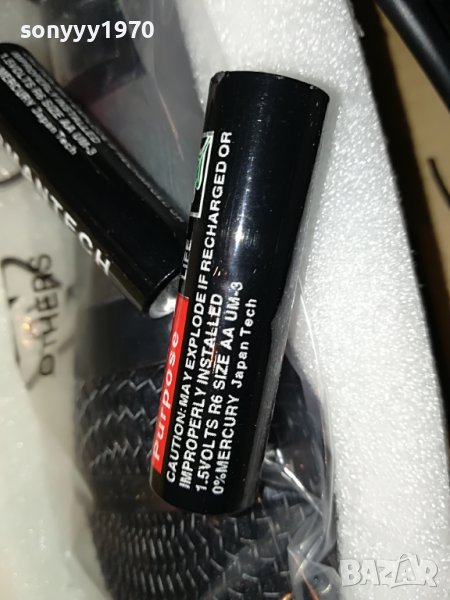 sonyyy1970
LIFE
Purpose
CAUTION: MAY EXPLODE IF RECHARGED OR
IMPROPERLY INSTALLED
1.5VOLTS R6 SIZE AA UM-3
0%MERCURY Japan Tech
OTHERS
BAZAR